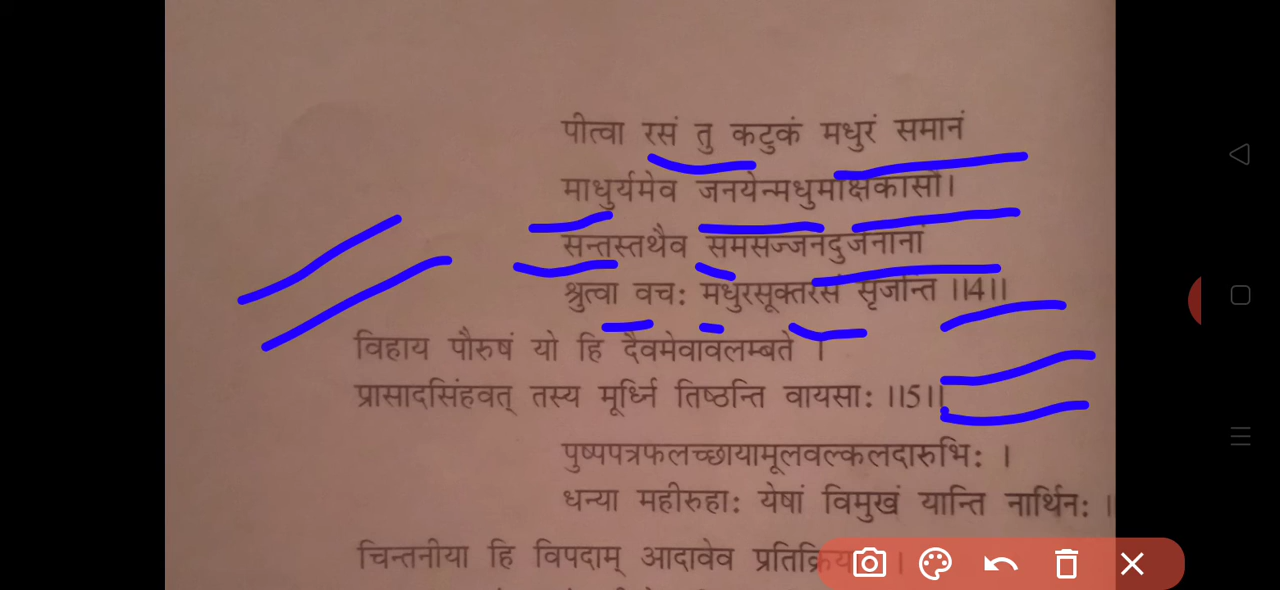 पीत्वा रसं तु कटुकं मधुरं समानं
माधुर्यमेव जनयेन्मधुमक्षिकासौ।
सन्तस्तथैव समसज्जनदुर्जनानां
श्रुत्वा वचः मधुरसूक्तरसं सृजन्ति ।।4।।
विहाय पौरुषं यो हि दैवमेवावलम्बते ।
प्रासादसिंहवत् तस्य मूर्ध्नि तिष्ठन्ति वायसाः ।।5।।
पुष्पपत्रफलच्छायामूलवल्कलदारुभिः ।
धन्या महीरुहाः येषां विमुखं यान्ति नार्थिनः ।
चिन्तनीया हि विपदाम् आदावेव